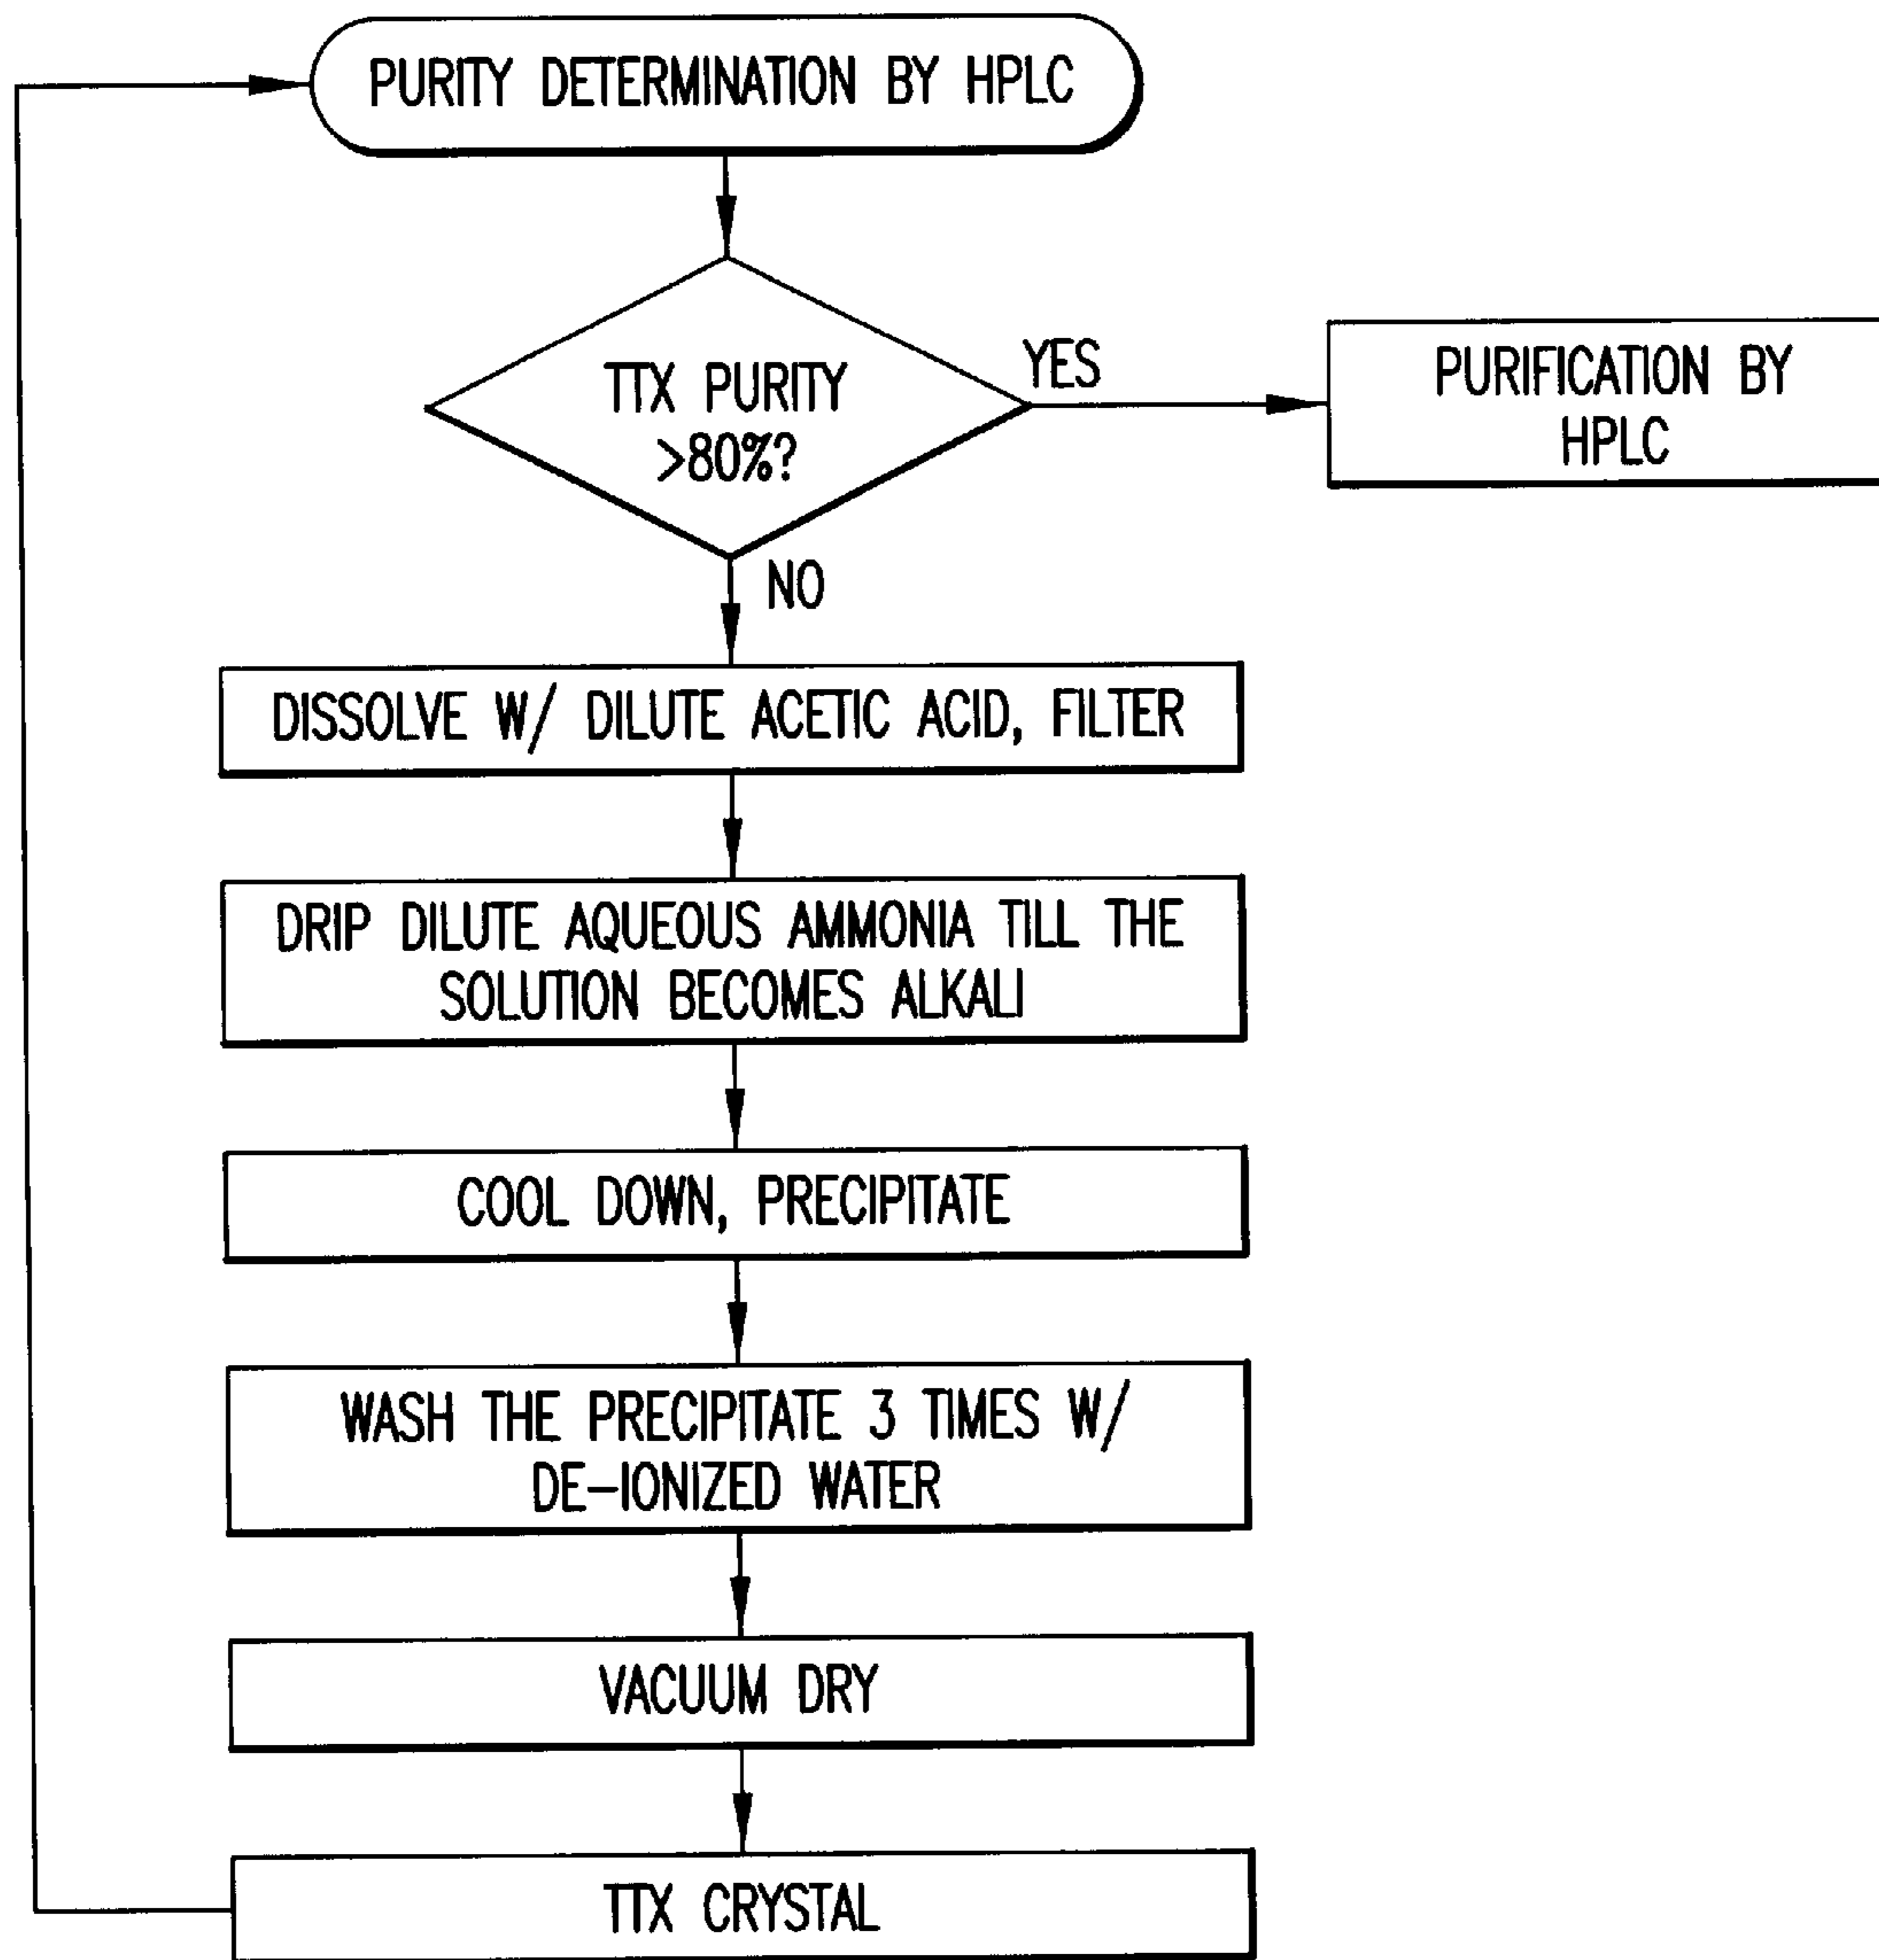 PURITY DETERMINATION BY HPLC
TTX PURITY
>80%?
YES
PURIFICATION BY
HPLC
NO
DISSOLVE W/ DILUTE ACETIC ACID, FILTER
DRIP DILUTE AQUEOUS AMMONIA TILL THE
SOLUTION BECOMES ALKALI
COOL DOWN, PRECIPITATE
WASH THE PRECIPITATE 3 TIMES W/
DE-IONIZED WATER
VACUUM DRY
TTX CRYSTAL